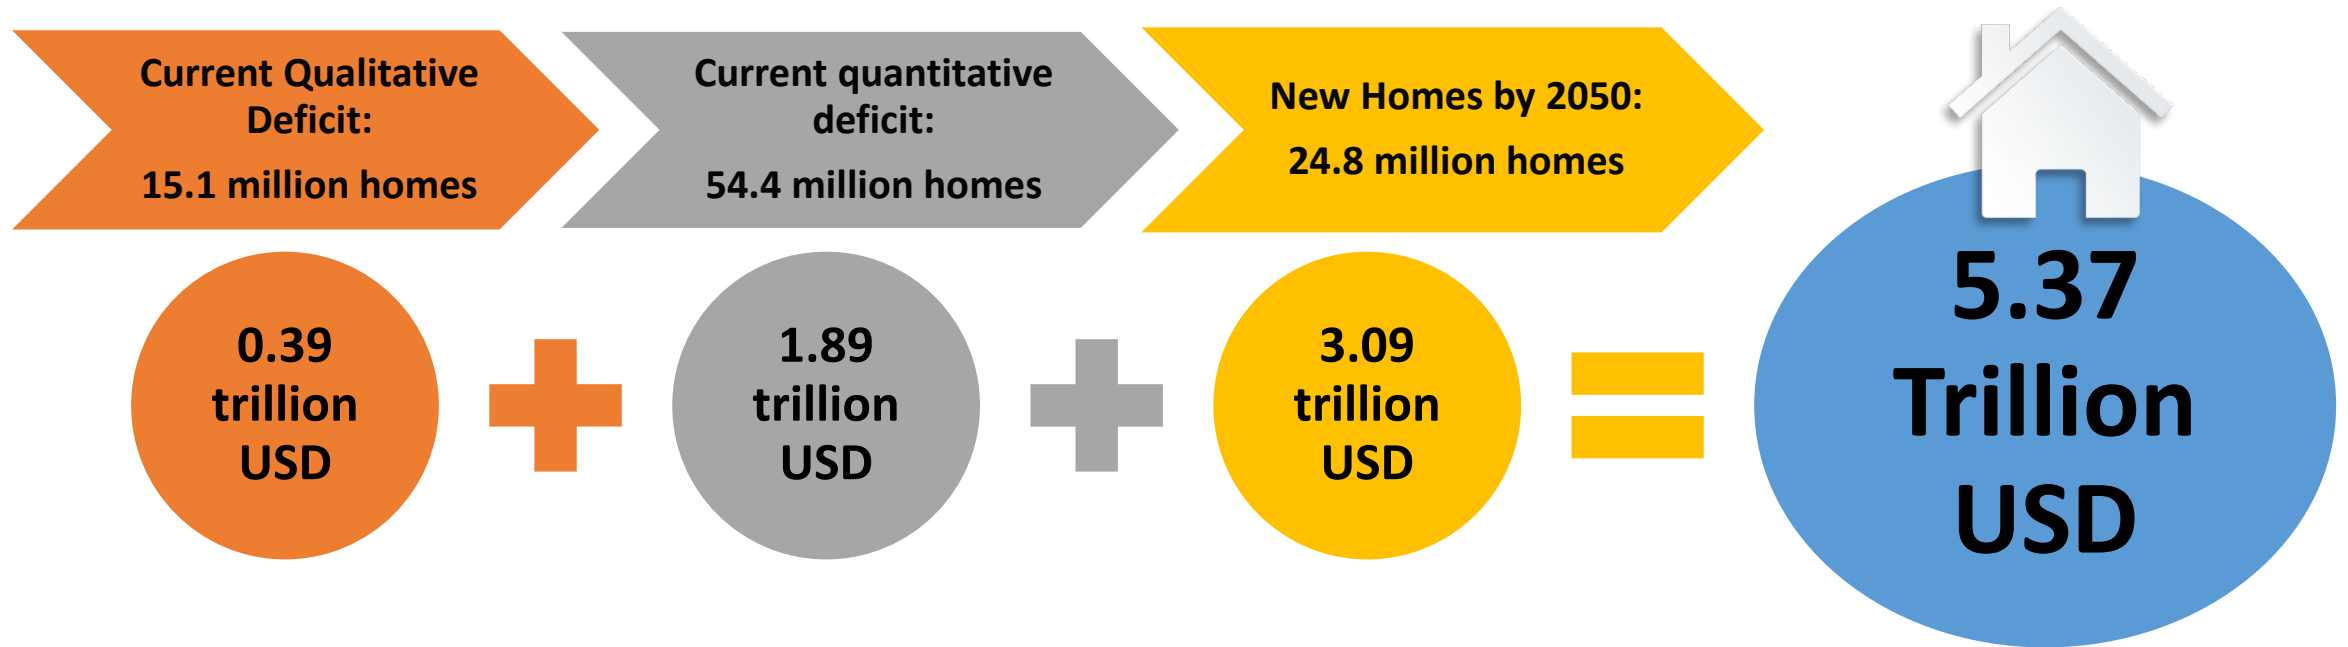 Current Qualitative
Deficit:
15.1 million homes
Current quantitative
deficit:
54.4 million homes
New Homes by 2050:
24.8 million homes
0.39
trillion
USD
1.89
trillion
USD
3.09
trillion
USD
5.37
Trillion
USD